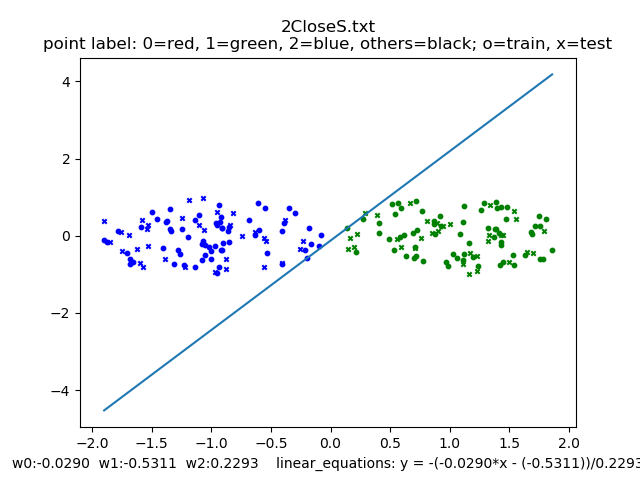 2CloseS.txt
point label: 0=red, 1=green, 2=blue, others=black; o=train, x=test
4
2
0
−2
−4
−2.0 −1.5 −1.0 −0.5 0.0 0.5 1.0 1.5 2.0
w0:-0.0290 w1:-0.5311 w2:0.2293 linear_equations: y = -(-0.0290*x - (-0.5311))/0.2293